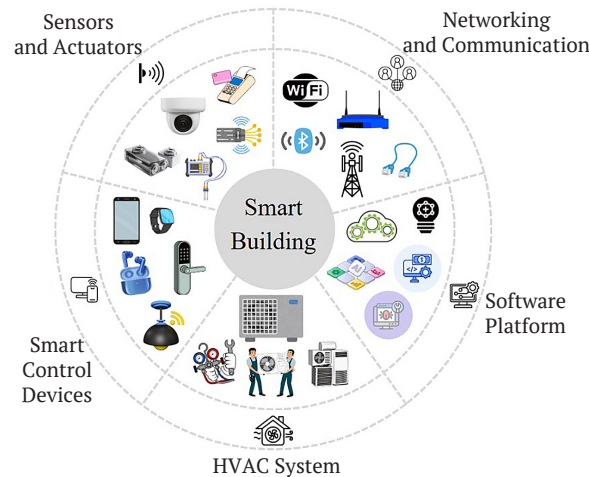 Sensors
and Actuators
Networking
and Communication
WiFi
Smart
Building
Software
Platform
Smart
Control
Devices
HVAC System